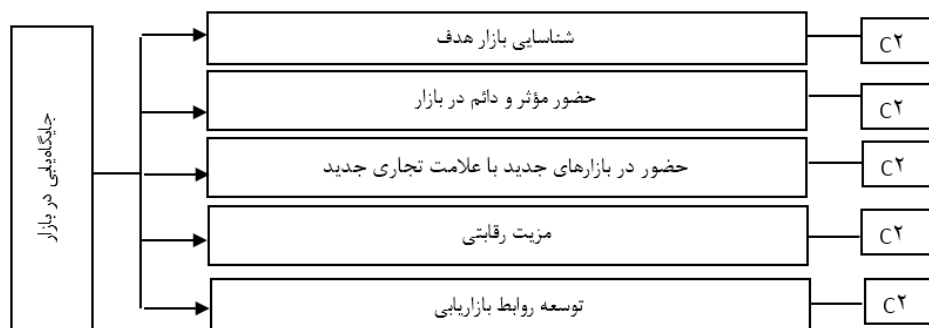 جایگاه‌یابی در بازار
شناسایی بازار هدف
C۲
حضور مؤثر و دائم در بازار
C۲
حضور در بازارهای جدید با علامت تجاری جدید
C۲
مزیت رقابتی
C۲
توسعه روابط بازاریابی
C۲